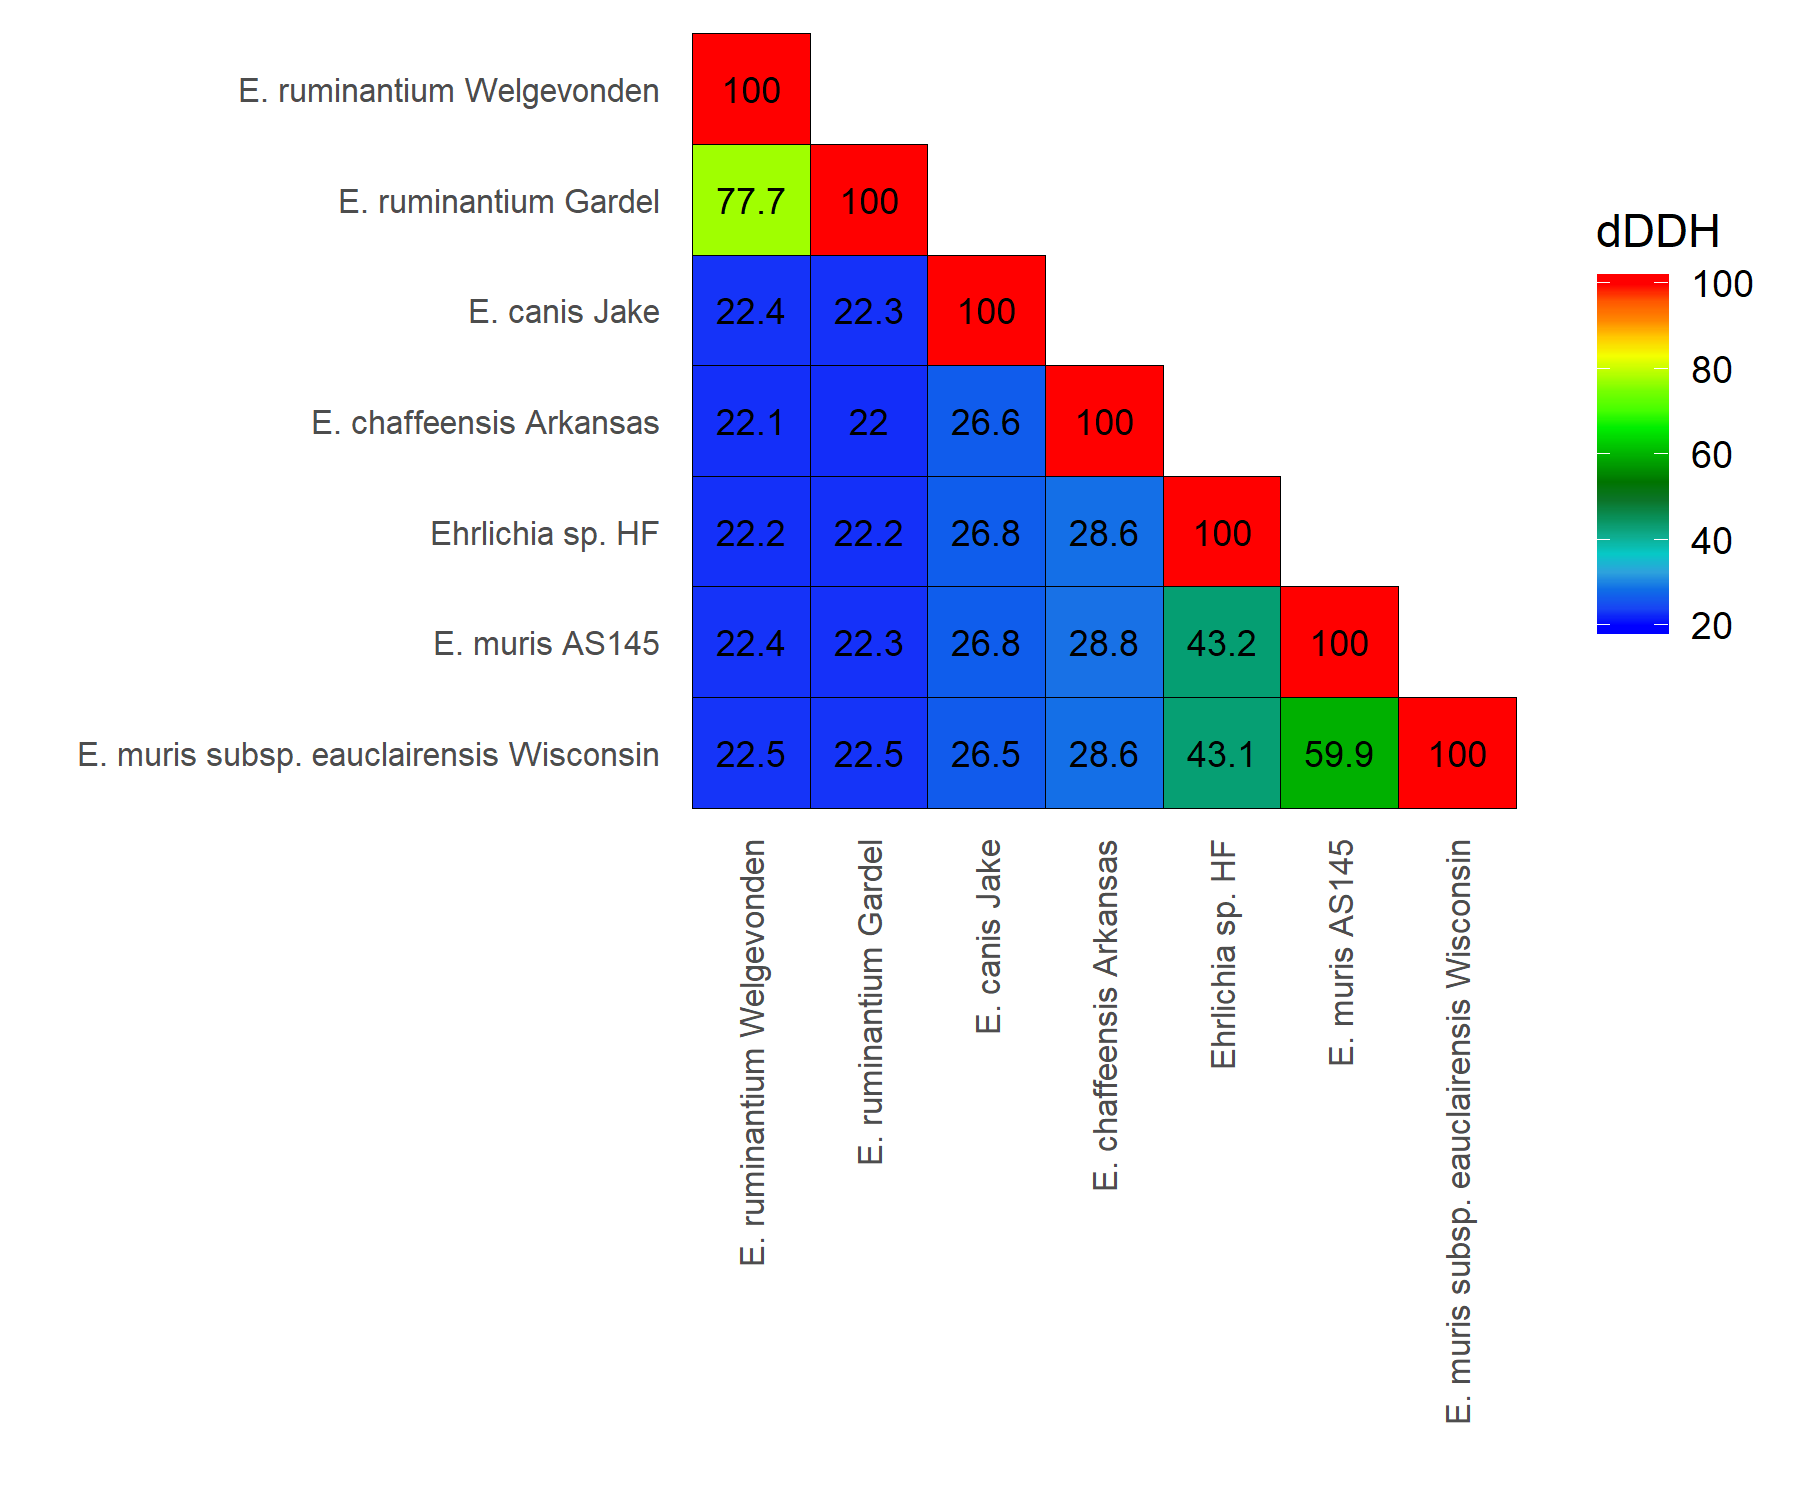 E. ruminantium Welgevonden 100
E. ruminantium Gardel 77.7 100
E. canis Jake 22.4 22.3 100
E. chaffeensis Arkansas 22.1 22 26.6 100
Ehrlichia sp. HF 22.2 22.2 26.8 28.6 100
E. muris AS145 22.4 22.3 26.8 28.8 43.2 100
E. muris subsp. eauclairensis Wisconsin 22.5 22.5 26.5 28.6 43.1 59.9 100
E. ruminantium Welgevonden
E. ruminantium Gardel
E. canis Jake
E. chaffeensis Arkansas
Ehrlichia sp. HF
E. muris AS145
E. muris subsp. eauclairensis Wisconsin
dDDH
100
80
60
40
20